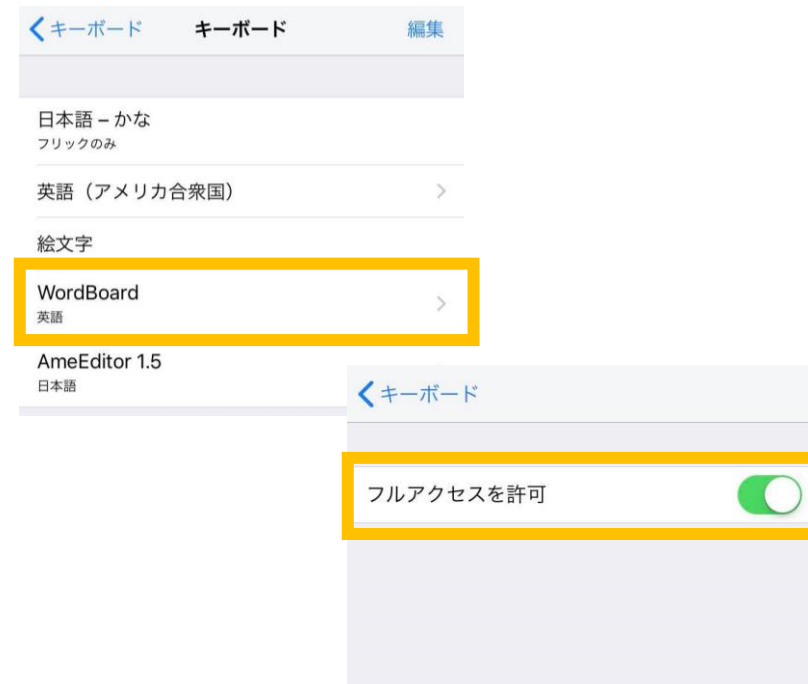 キーボード キーボード 編集
日本語 – かな
フリックのみ
英語（アメリカ合衆国）
絵文字
WordBoard
英語
AmeEditor 1.5
日本語
キーボード
フルアクセスを許可